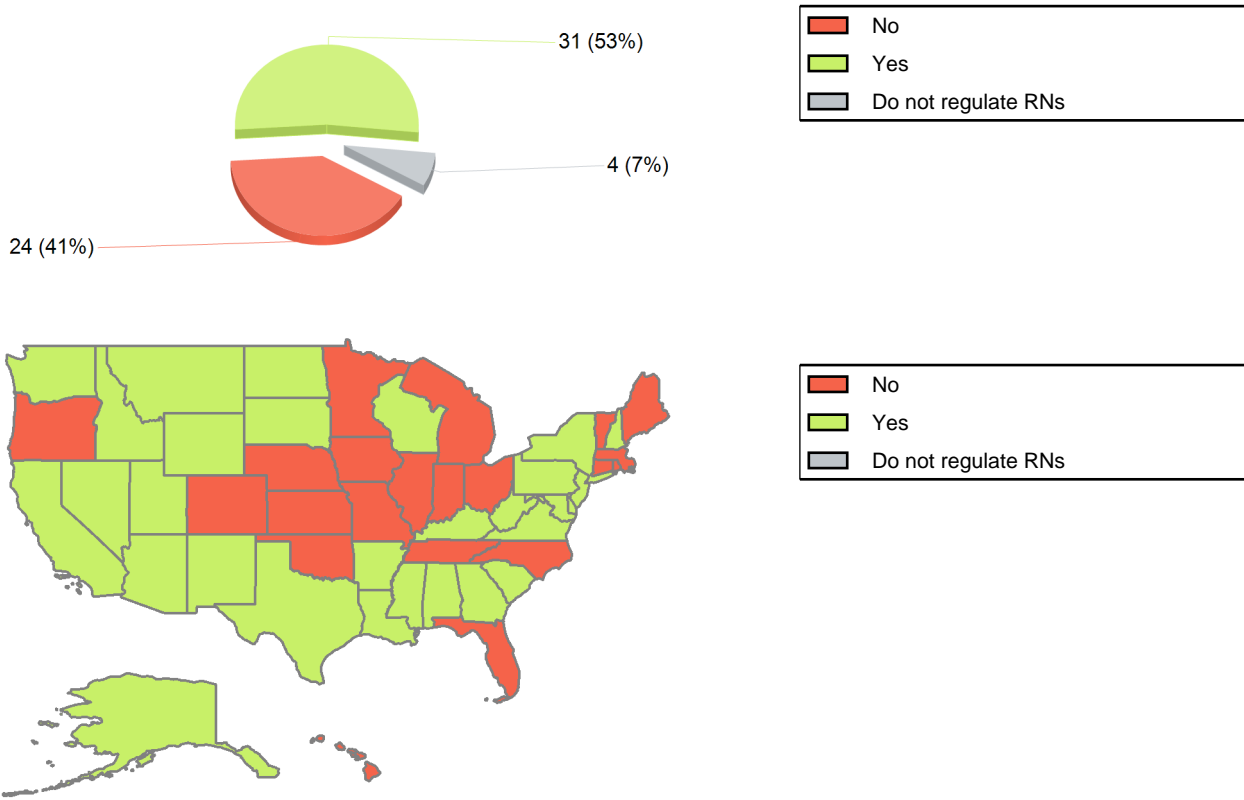 31 (53%)
4 (7%)
24 (41%)
No
Yes
Do not regulate RNs
No
Yes
Do not regulate RNs